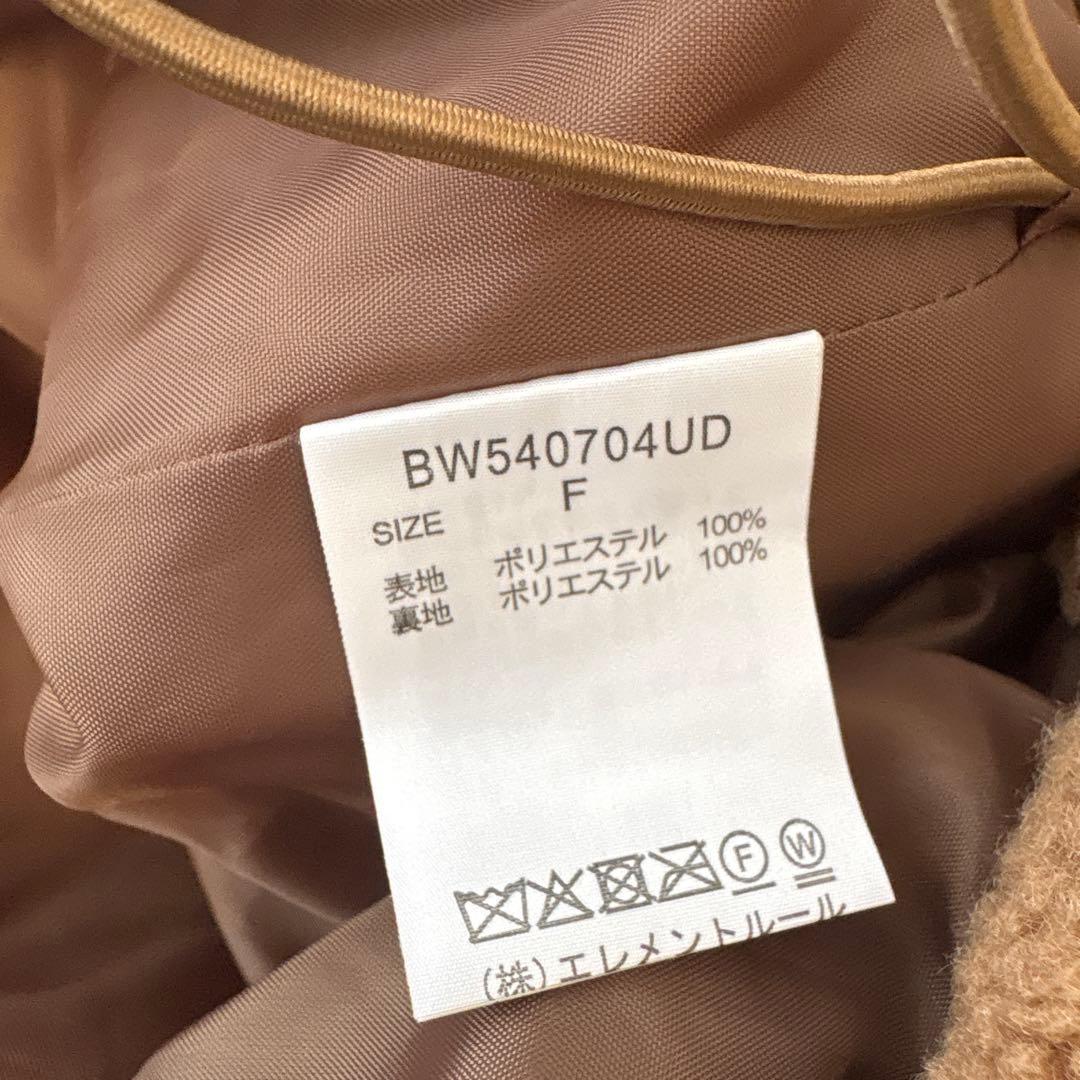 BW540704UD
SIZE F
表地 ポリエステル 100%
裏地 ポリエステル 100%
F W
(株)エレメントルール